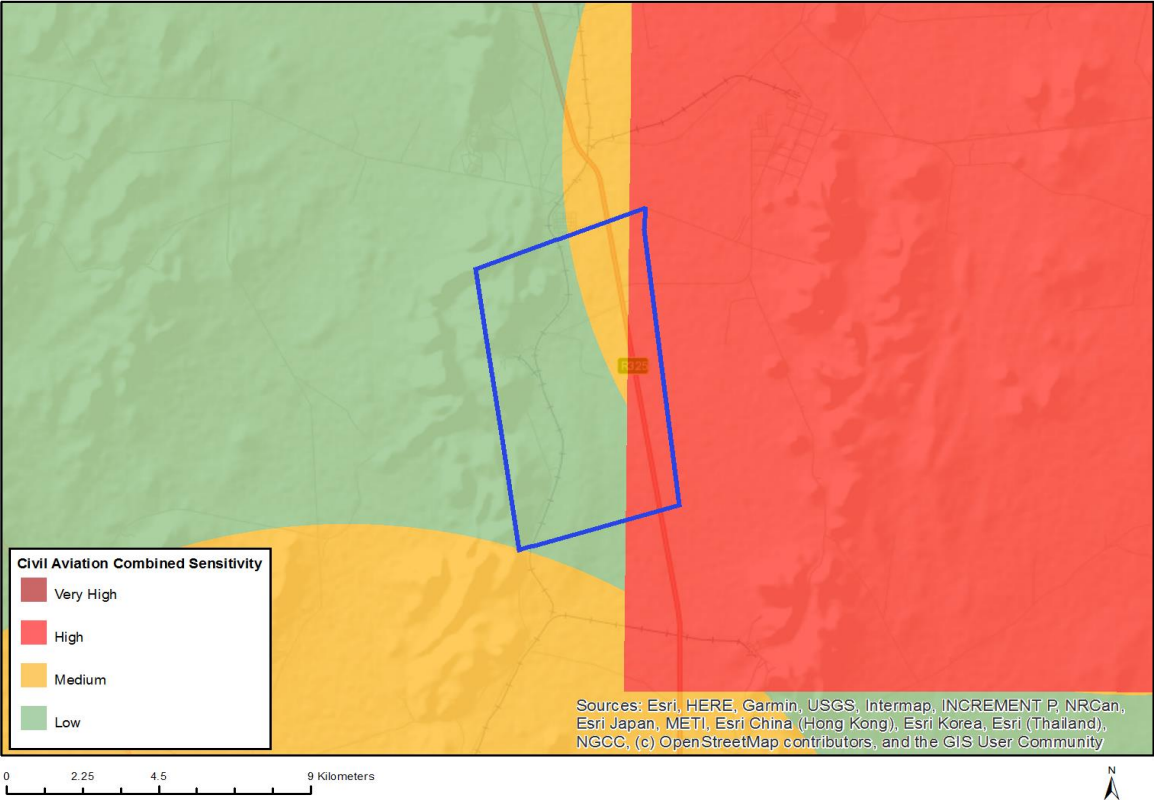 Civil Aviation Combined Sensitivity
Very High
High
Medium
Low
Sources: Esri, HERE, Garmin, USGS, Intermap, INCREMENT P, NRCan,
Esri Japan, METI, Esri China (Hong Kong), Esri Korea, Esri (Thailand),
NGCC, (c) OpenStreetMap contributors, and the GIS User Community
0 2.25 4.5 9 Kilometers
N